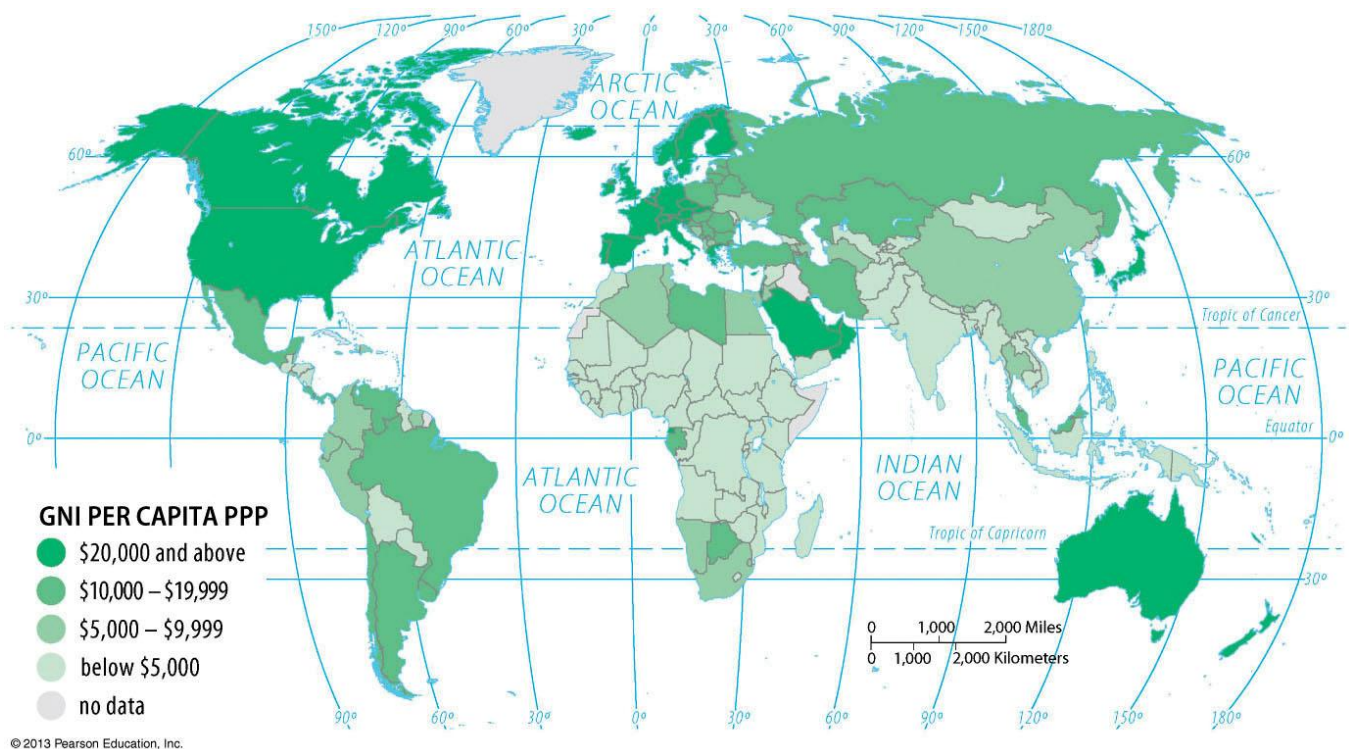 150° 120° 90° 60° 30° 0° 30° 60° 90° 120° 150° 180°
ARCTIC
OCEAN
60° 60°
ATLANTIC
OCEAN
30° 30°
Tropic of Cancer
PACIFIC
OCEAN
PACIFIC
OCEAN
Equator
0° 0°
ATLANTIC
OCEAN
INDIAN
OCEAN
GNI PER CAPITA PPP
$20,000 and above
$10,000 – $19,999
$5,000 – $9,999
below $5,000
no data
Tropic of Capricorn
30°
0 1,000 2,000 Miles
0 1,000 2,000 Kilometers
90° 60° 30° 0° 30° 60° 90° 120° 150° 180°
© 2013 Pearson Education, Inc.